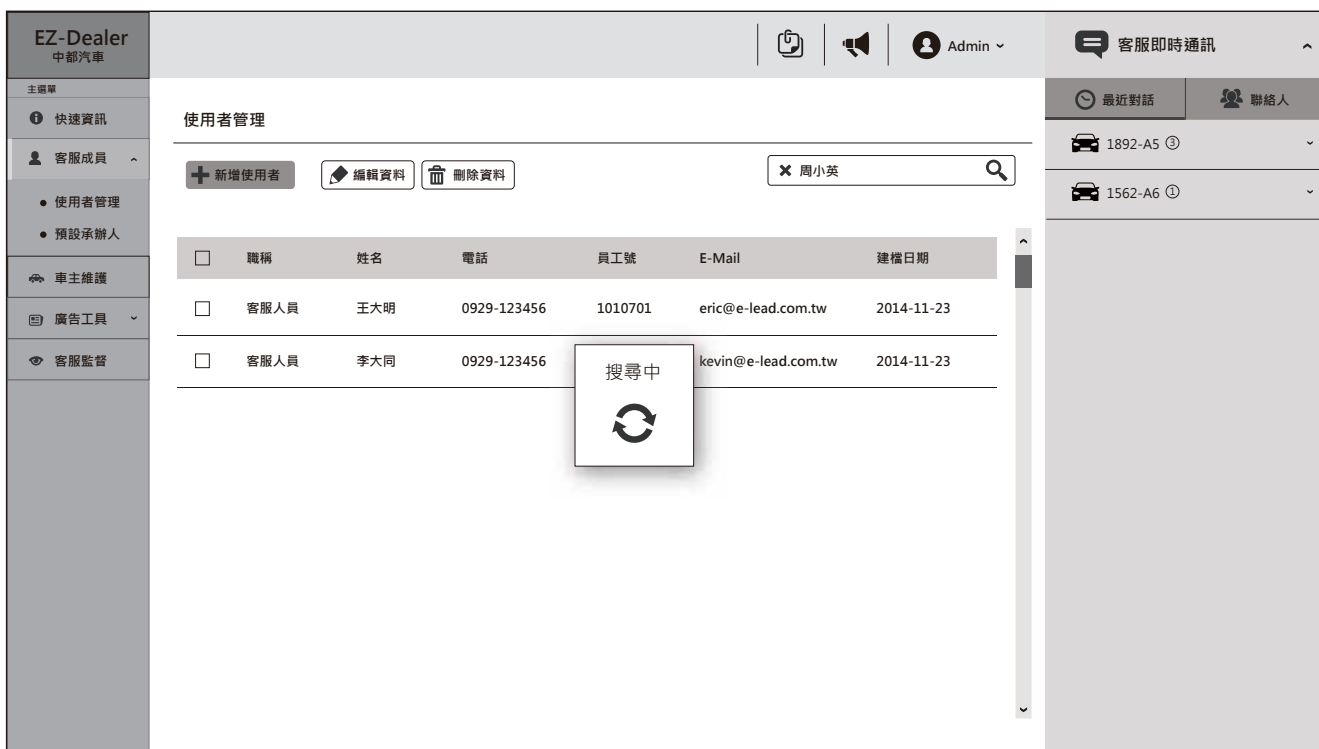 EZ-Dealer
中都汽車
Admin
客服即時通訊
主選單
快速資訊
客服成員
使用者管理
預設承辦人
車主維護
廣告工具
客服監督
使用者管理
新增使用者 編輯資料 刪除資料 周小英
職稱 姓名 電話 員工號 E-Mail 建檔日期
客服人員 王大明 0929-123456 1010701 eric@e-lead.com.tw 2014-11-23
客服人員 李大同 0929-123456 kevin@e-lead.com.tw 2014-11-23
搜尋中
最近對話 聯絡人
1892-A5 ③
1562-A6 ①